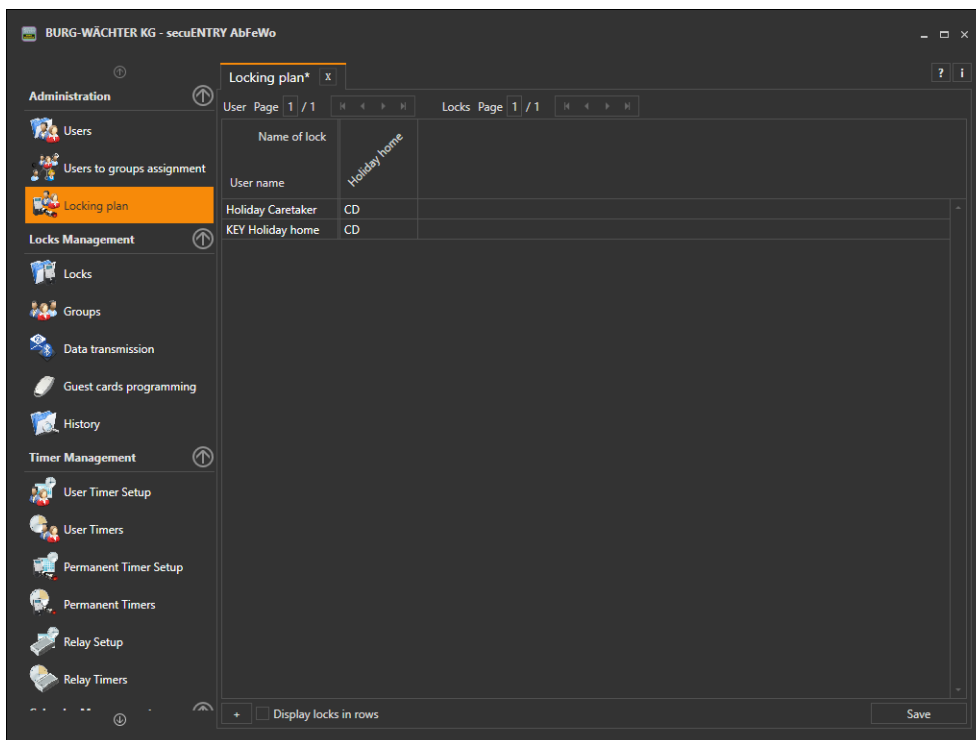 BURG-WÄCHTER KG - secuENTRY AbFeWo
Administration
Users
Users to groups assignment
Locking plan
Locks Management
Locks
Groups
Data transmission
Guest cards programming
History
Timer Management
User Timer Setup
User Timers
Permanent Timer Setup
Permanent Timers
Relay Setup
Relay Timers
Locking plan* X
? i
User Page 1 / 1 Locks Page 1 / 1
Name of lock
Holiday home
User name
Holiday Caretaker CD
KEY Holiday home CD
+ Display locks in rows Save